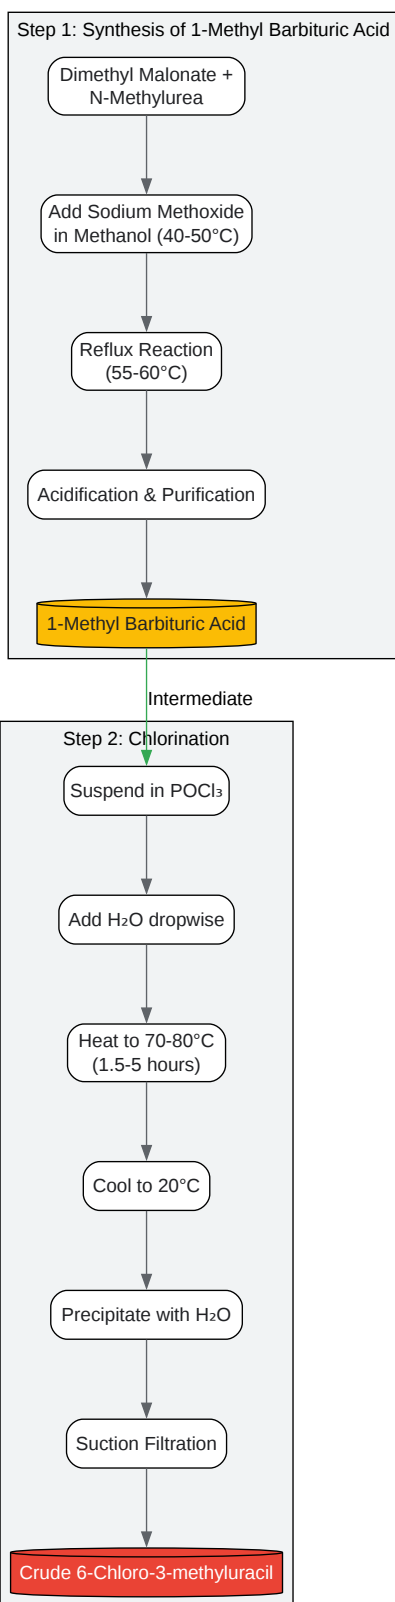 Step 1: Synthesis of 1-Methyl Barbituric Acid
Dimethyl Malonate +
N-Methylurea
Add Sodium Methoxide
in Methanol (40-50°C)
Reflux Reaction
(55-60°C)
Acidification & Purification
1-Methyl Barbituric Acid
Intermediate
Step 2: Chlorination
Suspend in POCl₃
Add H₂O dropwise
Heat to 70-80°C
(1.5-5 hours)
Cool to 20°C
Precipitate with H₂O
Suction Filtration
Crude 6-Chloro-3-methyluracil